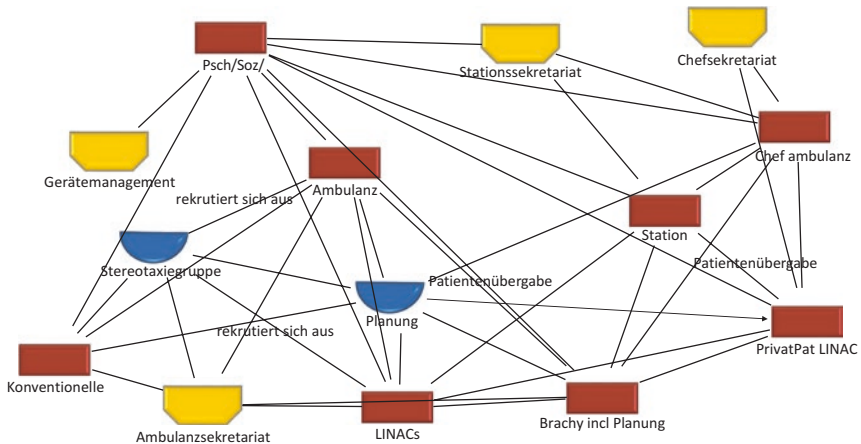 Psch/Soz/
Stationssekretariat
Chefsekretariat
Chef ambulanz
Gerätemanagement
Ambulanz
rekrutiert sich aus
Station
Stereotaxiegruppe
Patientenübergabe
Patientenübergabe
Planung
rekrutiert sich aus
PrivatPat LINAC
Konventionelle
Ambulanzsekretariat
LINACs
Brachy incl Planung